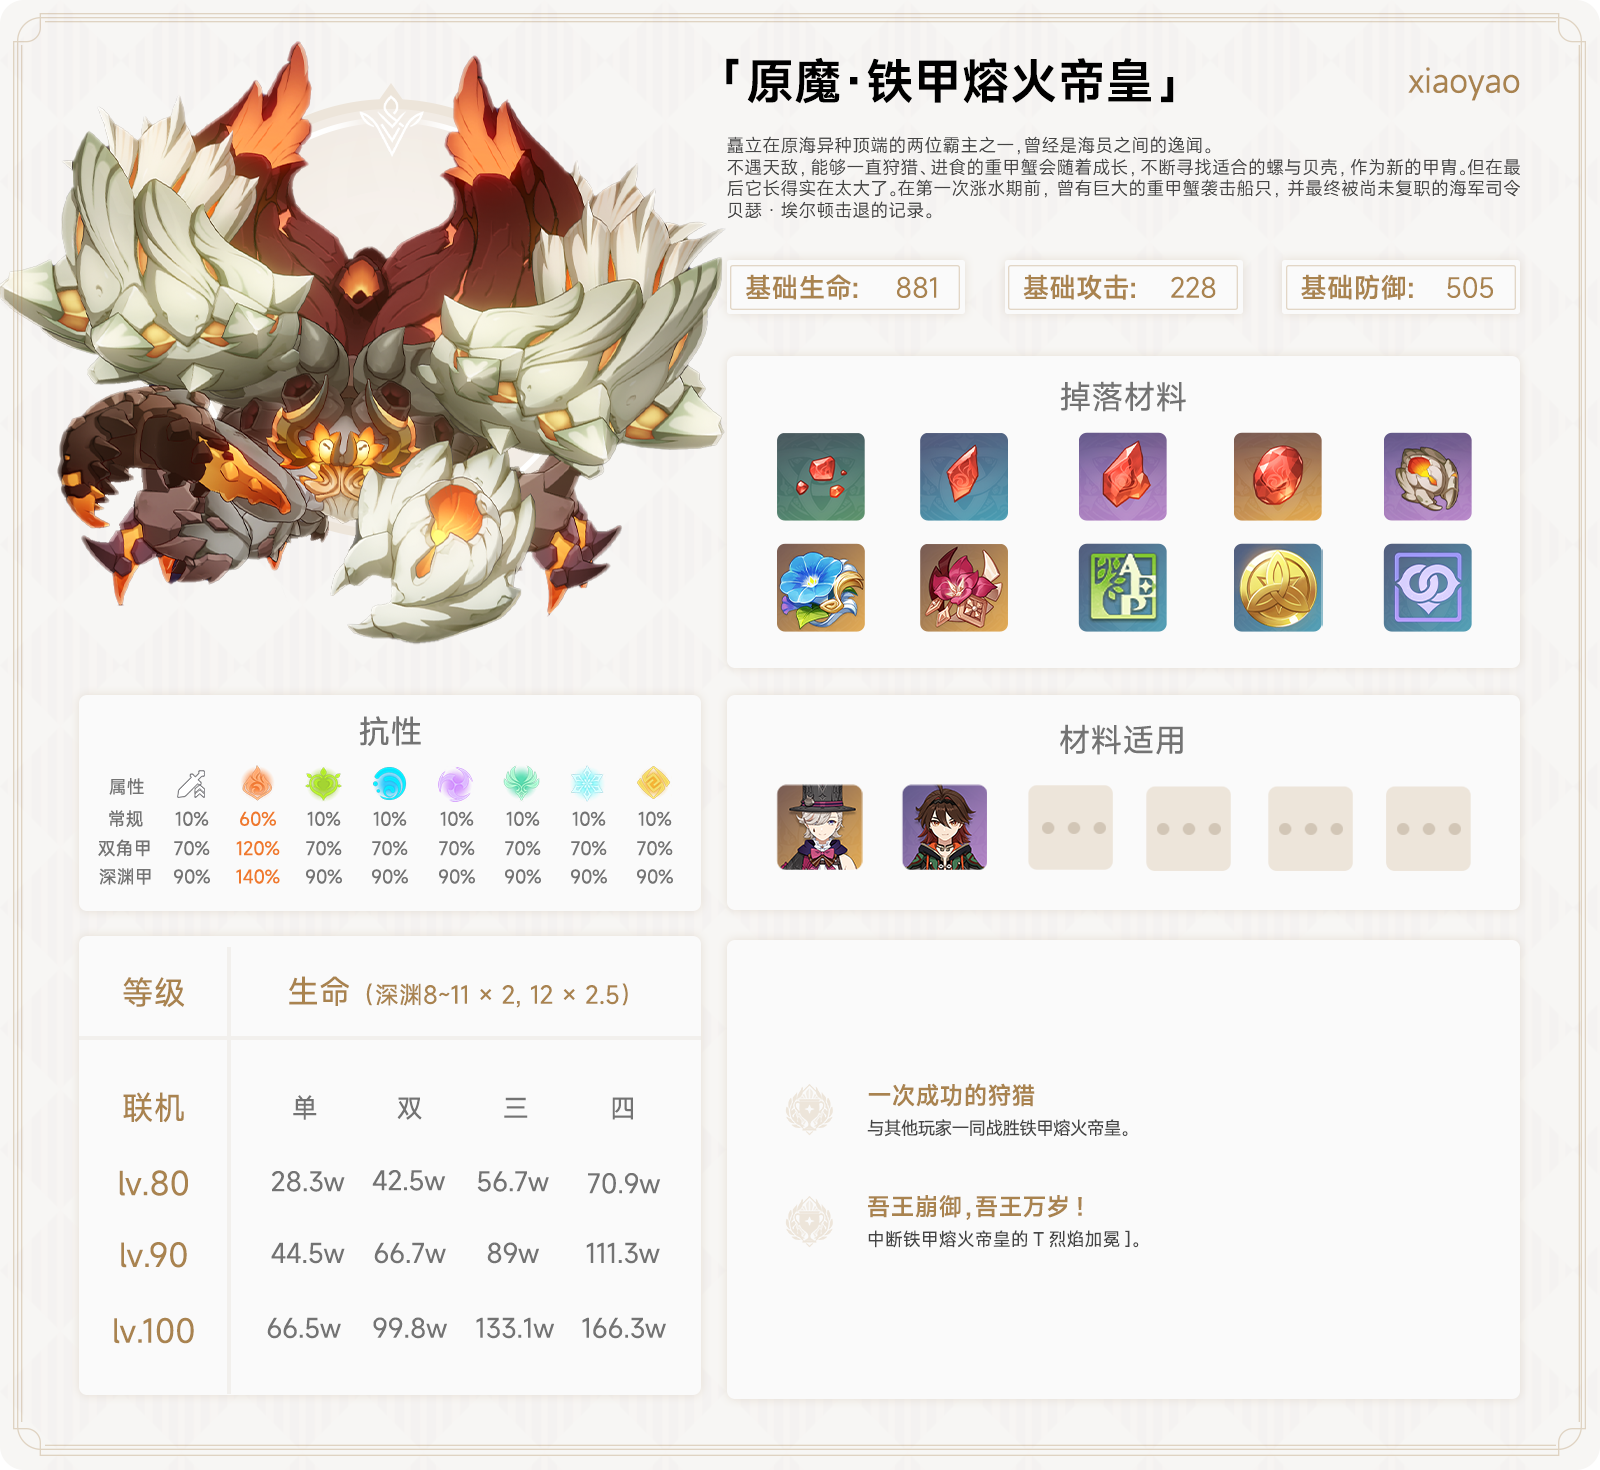 「原魔·铁甲熔火帝皇」
xiaoyao
矗立在原海异种顶端的两位霸主之一,曾经是海员之间的逸闻。
不遇天敌,能够一直狩猎、进食的重甲蟹会随着成长,不断寻找适合的螺与贝壳,作为新的甲胄。但在最
后它长得实在太大了。在第一次涨水期前,曾有巨大的重甲蟹袭击船只,并最终被尚未复职的海军司令
贝瑟·埃尔顿击退的记录。
基础生命: 881
基础攻击: 228
基础防御: 505
掉落材料
AEP
抗性
属性
常规 10% 60% 10% 10% 10% 10% 10% 10%
双角甲 70% 120% 70% 70% 70% 70% 70% 70%
深渊甲 90% 140% 90% 90% 90% 90% 90% 90%
材料适用
等级 生命(深渊8~11 × 2, 12 × 2.5)
联机 单 双 三 四
lv.80 28.3w 42.5w 56.7w 70.9w
lv.90 44.5w 66.7w 89w 111.3w
lv.100 66.5w 99.8w 133.1w 166.3w
一次成功的狩猎
与其他玩家一同战胜铁甲熔火帝皇。
吾王崩御,吾王万岁!
中断铁甲熔火帝皇的 T 烈焰加冕 ]。